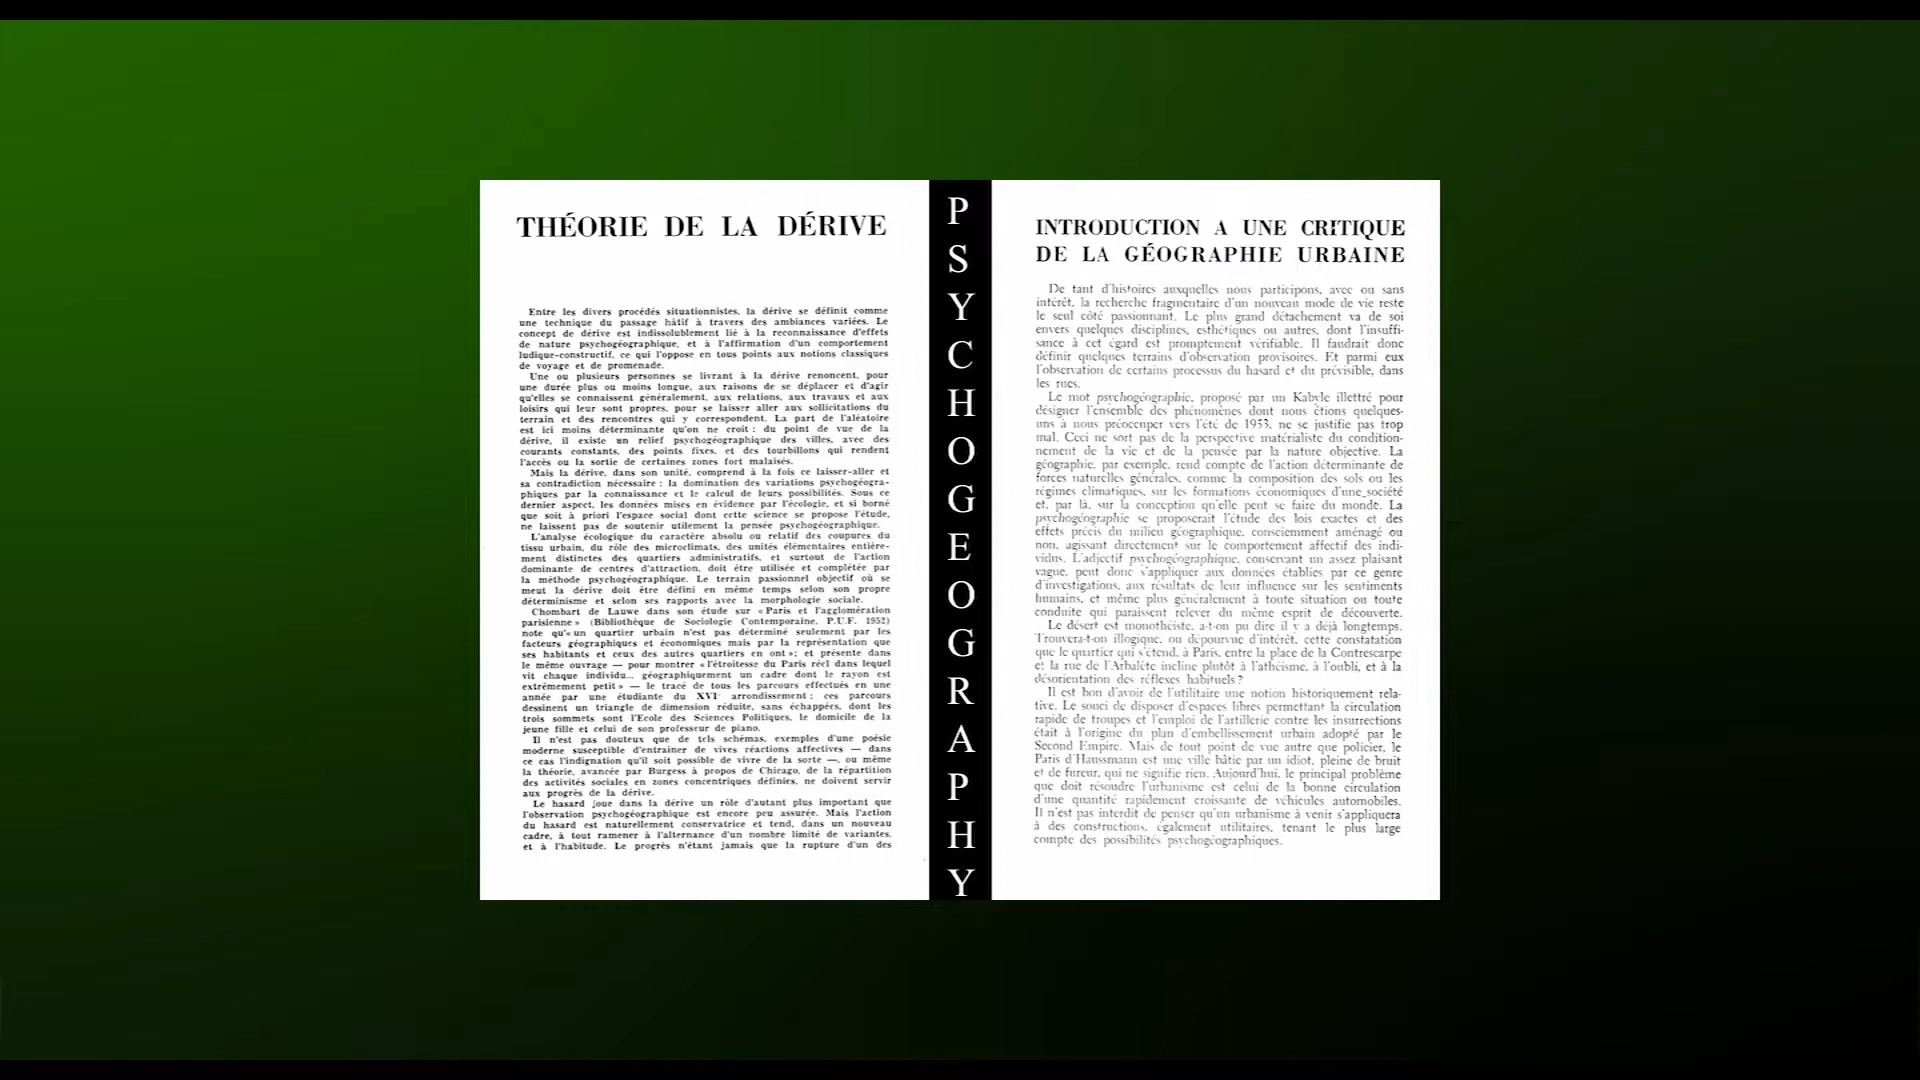 THÉORIE DE LA DÉRIVE
Entre les divers procédés situationnistes, la dérive se définit comme
une technique du passage hâtif à travers des ambiances variées. Le
concept de dérive est indissolublement lié à la reconnaissance d'effets
de nature psychogéographique, et à l'affirmation d'un comportement
ludique-constructif, ce qui l'oppose en tous points aux notions classiques
de voyage et de promenade.
Une ou plusieurs personnes se livrant à la dérive renoncent, pour
une durée plus ou moins longue, aux raisons de se déplacer et d'agir
qu'elles se connaissent généralement, aux relations, aux travaux et aux
loisirs qui leur sont propres, pour se laisser aller aux sollicitations du
terrain et des rencontres qui y correspondent. La part de l'aléatoire
est ici moins déterminante qu'on ne croit : du point de vue de la
dérive, il existe un relief psychogéographique des villes, avec des
courants constants, des points fixes, et des tourbillons qui rendent
l'accès ou la sortie de certaines zones fort malaisés.
Mais la dérive, dans son unité, comprend à la fois ce laisser-aller et
sa contradiction nécessaire : la domination des variations psychogéogra-
phiques par la connaissance et le calcul de leurs possibilités. Sous ce
dernier aspect, les données mises en évidence par l'écologie, et si borné
que soit à priori l'espace social dont cette science se propose l'étude,
ne laissent pas de soutenir utilement la pensée psychogéographique.
L'analyse écologique du caractère absolu ou relatif des coupures du
tissu urbain, du rôle des microclimats, des unités élémentaires entière-
ment distinctes des quartiers administratifs, et surtout de l'action
dominante de centres d'attraction, doit être utilisée et complétée par
la méthode psychogéographique. Le terrain passionnel objectif où se
meut la dérive doit être défini en même temps selon son propre
déterminisme et selon ses rapports avec la morphologie sociale.
Chombart de Lauwe dans son étude sur « Paris et l'agglomération
parisienne » (Bibliothèque de Sociologie Contemporaine, P.U.F. 1952)
note qu'« un quartier urbain n'est pas déterminé seulement par les
facteurs géographiques et économiques mais par la représentation que
ses habitants et ceux des autres quartiers en ont » ; et présente dans
le même ouvrage — pour montrer « l'étroitesse du Paris réel dans lequel
vit chaque individu... géographiquement un cadre dont le rayon est
extrêmement petit » — le tracé de tous les parcours effectués en une
année par une étudiante du XVIe arrondissement : ces parcours
dessinent un triangle de dimension réduite, sans échappées, dont les
trois sommets sont l'Ecole des Sciences Politiques, le domicile de la
jeune fille et celui de son professeur de piano.
Il n'est pas douteux que de tels schémas, exemples d'une poésie
moderne susceptible d'entraîner de vives réactions affectives — dans
ce cas l'indignation qu'il soit possible de vivre de la sorte —, ou même
la théorie, avancée par Burgess à propos de Chicago, de la répartition
des activités sociales en zones concentriques définies, ne doivent servir
aux progrès de la dérive.
Le hasard joue dans la dérive un rôle d'autant plus important que
l'observation psychogéographique est encore peu assurée. Mais l'action
du hasard est naturellement conservatrice et tend, dans un nouveau
cadre, à tout ramener à l'alternance d'un nombre limité de variantes,
et à l'habitude. Le progrès n'étant jamais que la rupture d'un des
PSYCHOGEOGRAPHY
INTRODUCTION A UNE CRITIQUE
DE LA GÉOGRAPHIE URBAINE
De tant d'histoires auxquelles nous participons, avec ou sans
intérêt, la recherche fragmentaire d'un nouveau mode de vie reste
le seul côté passionnant. Le plus grand détachement va de soi
envers quelques disciplines, esthétiques ou autres, dont l'insuffi-
sance à cet égard est promptement vérifiable. Il faudrait donc
définir quelques terrains d'observation provisoires. Et parmi eux
l'observation de certains processus du hasard et du prévisible, dans
les rues.
Le mot psychogéographie, proposé par un Kabyle illettré pour
désigner l'ensemble des phénomènes dont nous étions quelques-
uns à nous préoccuper vers l'été de 1953, ne se justifie pas trop
mal. Ceci ne sort pas de la perspective matérialiste du condition-
nement de la vie et de la pensée par la nature objective. La
géographie, par exemple, rend compte de l'action déterminante de
forces naturelles générales, comme la composition des sols ou les
régimes climatiques, sur les formations économiques d'une société
et, par là, sur la conception qu'elle peut se faire du monde. La
psychogéographie se proposerait l'étude des lois exactes et des
effets précis du milieu géographique, consciemment aménagé ou
non, agissant directement sur le comportement affectif des indi-
vidus. L'adjectif psychogéographique, conservant un assez plaisant
vague, peut donc s'appliquer aux données établies par ce genre
d'investigations, aux résultats de leur influence sur les sentiments
humains, et même plus généralement à toute situation ou toute
conduite qui paraissent relever du même esprit de découverte.
Le désert est monothéiste, a-t-on pu dire il y a déjà longtemps.
Trouvera-t-on illogique, ou dépourvue d'intérêt, cette constatation
que le quartier qui s'étend, à Paris, entre la place de la Contrescarpe
et la rue de l'Arbalète incline plutôt à l'athéisme, à l'oubli, et à la
désorientation des réflexes habituels ?
Il est bon d'avoir de l'utilitaire une notion historiquement rela-
tive. Le souci de disposer d'espaces libres permettant la circulation
rapide de troupes et l'emploi de l'artillerie contre les insurrections
était à l'origine du plan d'embellissement urbain adopté par le
Second Empire. Mais de tout point de vue autre que policier, le
Paris d'Haussmann est une ville bâtie par un idiot, pleine de bruit
et de fureur, qui ne signifie rien. Aujourd'hui, le principal problème
que doit résoudre l'urbanisme est celui de la bonne circulation
d'une quantité rapidement croissante de véhicules automobiles.
Il n'est pas interdit de penser qu'un urbanisme à venir s'appliquera
à des constructions, également utilitaires, tenant le plus large
compte des possibilités psychogéographiques.